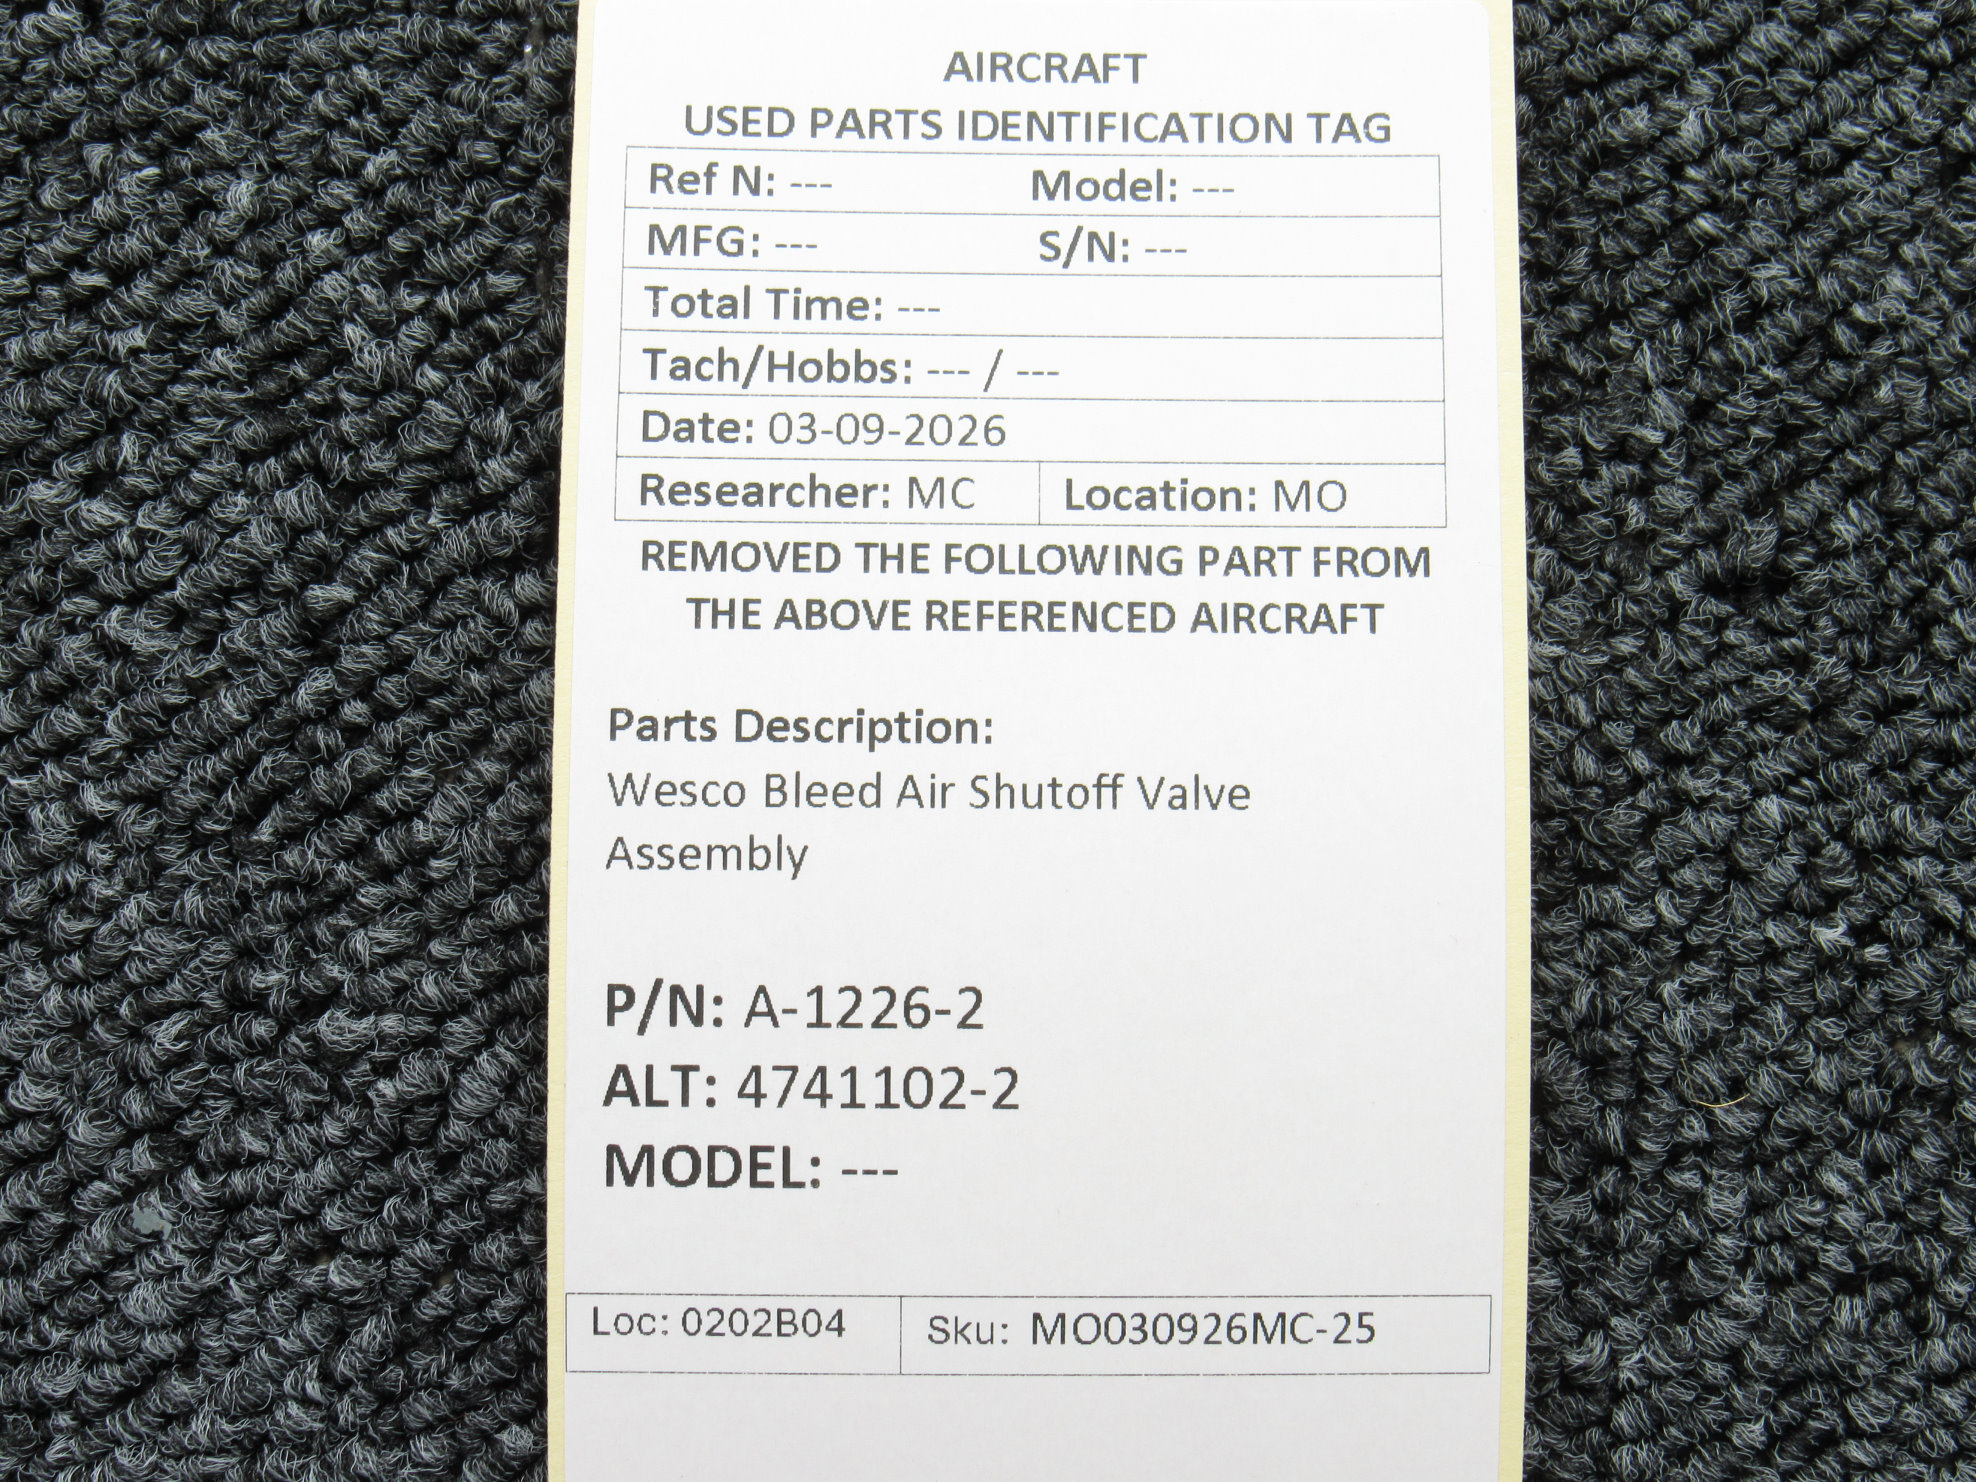 AIRCRAFT
USED PARTS IDENTIFICATION TAG
Ref N: --- Model: ---
MFG: --- S/N: ---
Total Time: ---
Tach/Hobbs: --- / ---
Date: 03-09-2026
Researcher: MC Location: MO
REMOVED THE FOLLOWING PART FROM
THE ABOVE REFERENCED AIRCRAFT
Parts Description:
Wesco Bleed Air Shutoff Valve
Assembly
P/N: A-1226-2
ALT: 4741102-2
MODEL: ---
Loc: 0202B04 Sku: MO030926MC-25